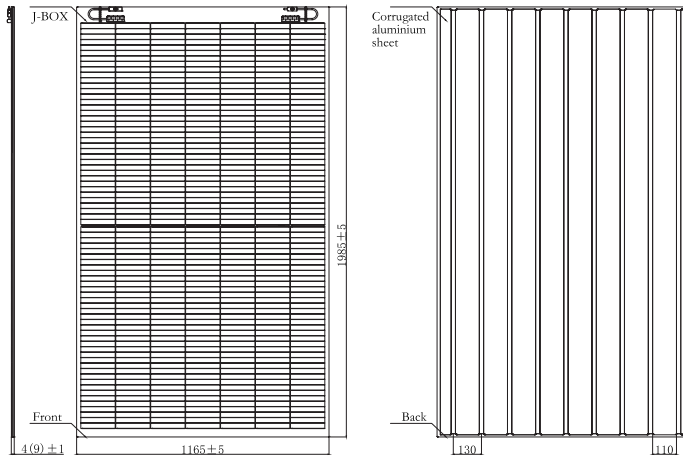 J-BOX
Corrugated
aluminium
sheet
1985±5
Front
Back
4(9) ±1
1165±5
130
110